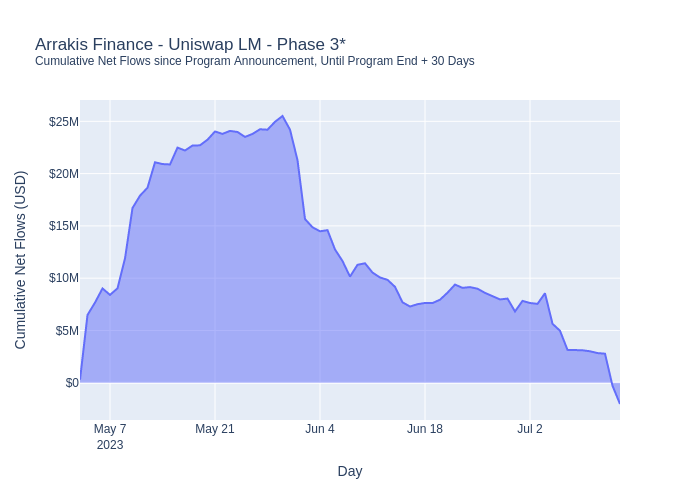 Arrakis Finance - Uniswap LM - Phase 3*
Cumulative Net Flows since Program Announcement, Until Program End + 30 Days
Cumulative Net Flows (USD)
$25M
$20M
$15M
$10M
$5M
$0
May 7
2023
May 21
Jun 4
Jun 18
Jul 2
Day